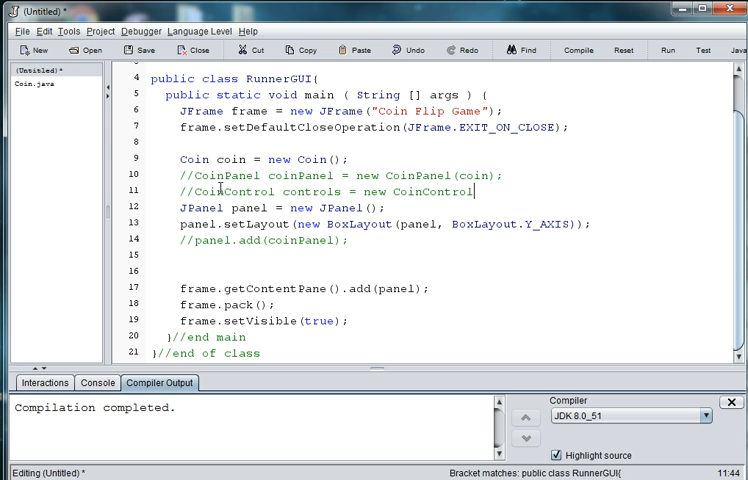 (Untitled) *
File Edit Tools Project Debugger Language Level Help
New Open Save Close Cut Copy Paste Undo Redo Find Compile Reset Run Test Java
(Untitled) *
Coin.java
4 public class RunnerGUI{
5 public static void main ( String [] args ) {
6 JFrame frame = new JFrame("Coin Flip Game");
7 frame.setDefaultCloseOperation(JFrame.EXIT_ON_CLOSE);
8
9 Coin coin = new Coin();
10 //CoinPanel coinPanel = new CoinPanel(coin);
11 //CoinControl controls = new CoinControl
12 JPanel panel = new JPanel();
13 panel.setLayout(new BoxLayout(panel, BoxLayout.Y_AXIS));
14 //panel.add(coinPanel);
15
16
17 frame.getContentPane().add(panel);
18 frame.pack();
19 frame.setVisible(true);
20 }//end main
21 }//end of class
Interactions Console Compiler Output
Compilation completed.
Compiler
JDK 8.0_51
Highlight source
Editing (Untitled) * Bracket matches: public class RunnerGUI{ 11:44